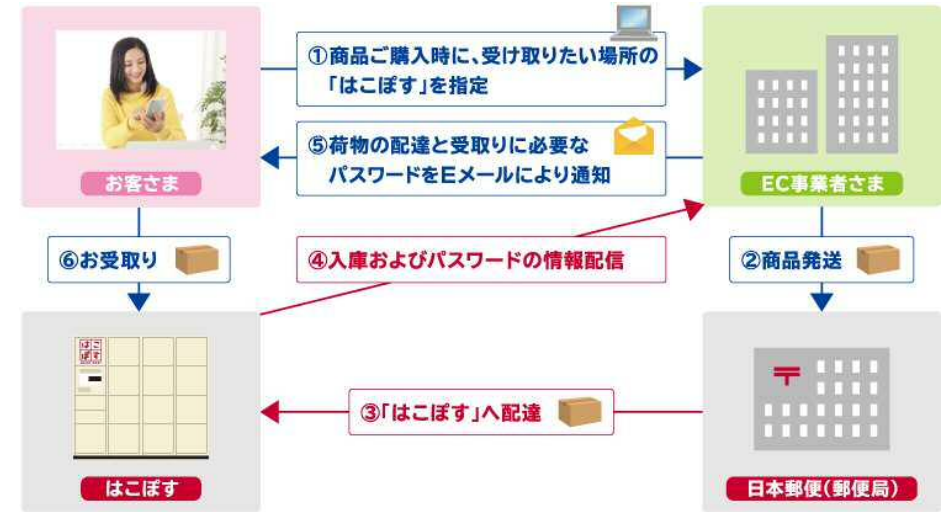 ①商品ご購入時に、受け取りたい場所の
「はこぽす」を指定
⑤荷物の配達と受取りに必要な
パスワードをEメールにより通知
お客さま
EC事業者さま
⑥お受取り
④入庫およびパスワードの情報配信
②商品発送
はこ
ぽす
③「はこぽす」へ配達
〒
はこぽす
日本郵便(郵便局)